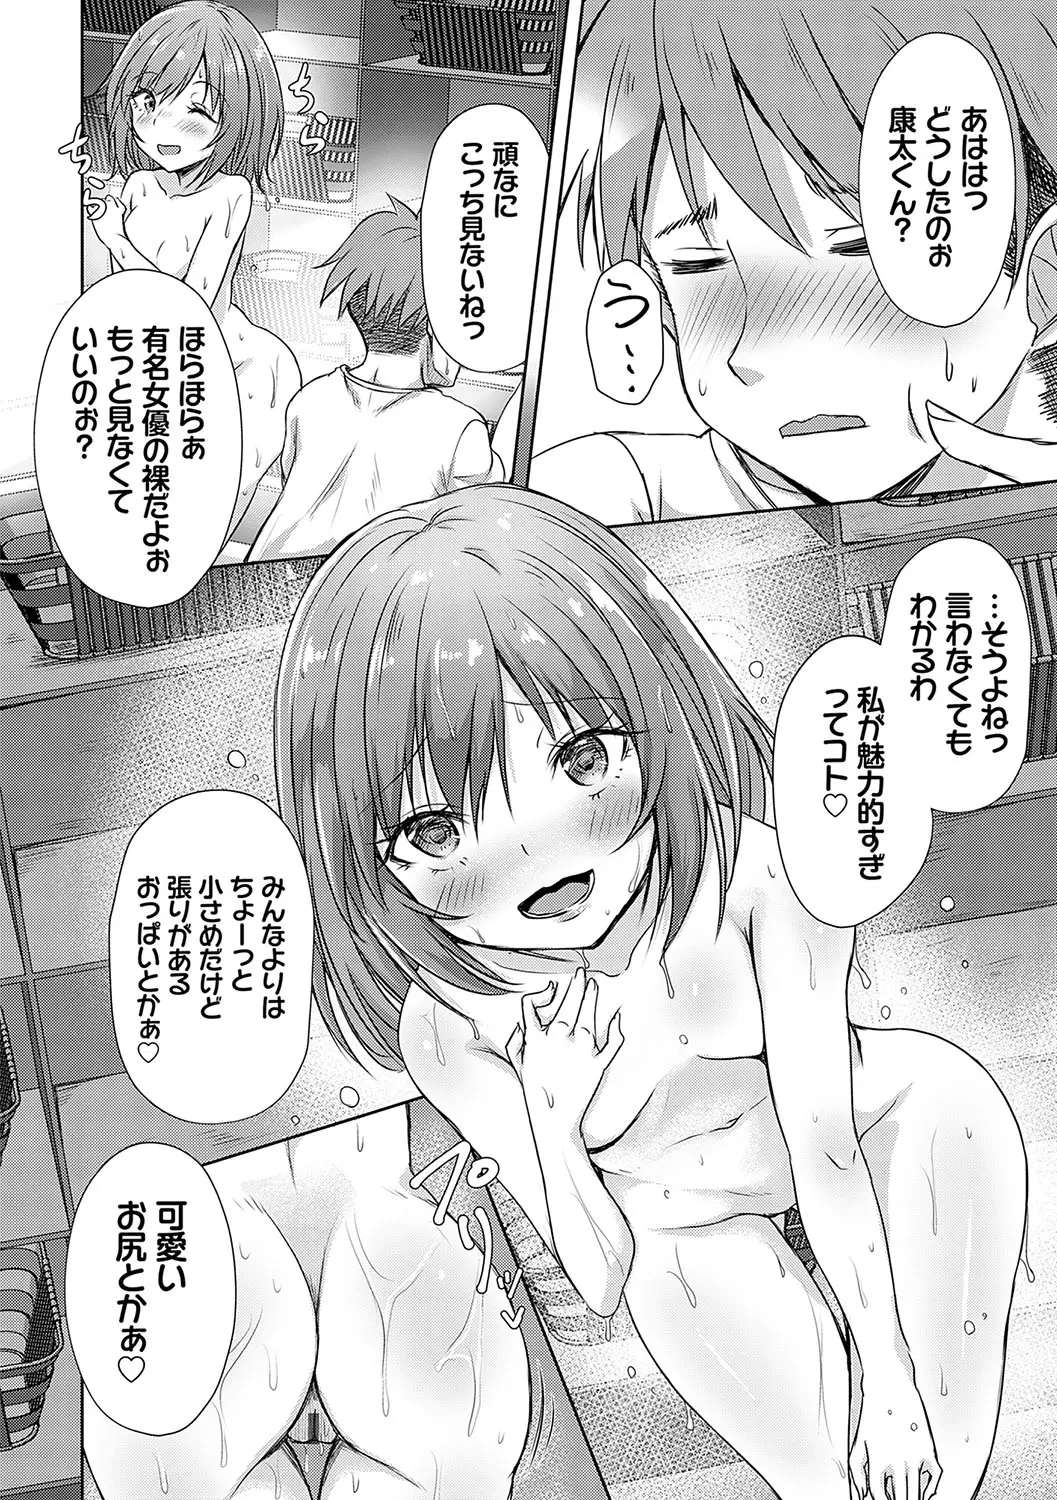 あははっ
どうしたのぉ
康太くん？
う…
頑なに
こっち見ないねっ
ちら
ちら
ほらほらぁ
有名女優の裸だよぉ
もっと見なくて
いいのぉ？
…そうよねっ
言わなくても
わかるわ
私が魅力的すぎ
ってコト♡
みんなよりは
ちょーっと
小さめだけど
張りがある
おっぱいとかぁ♡
プリッ
可愛い
お尻とかぁ♡